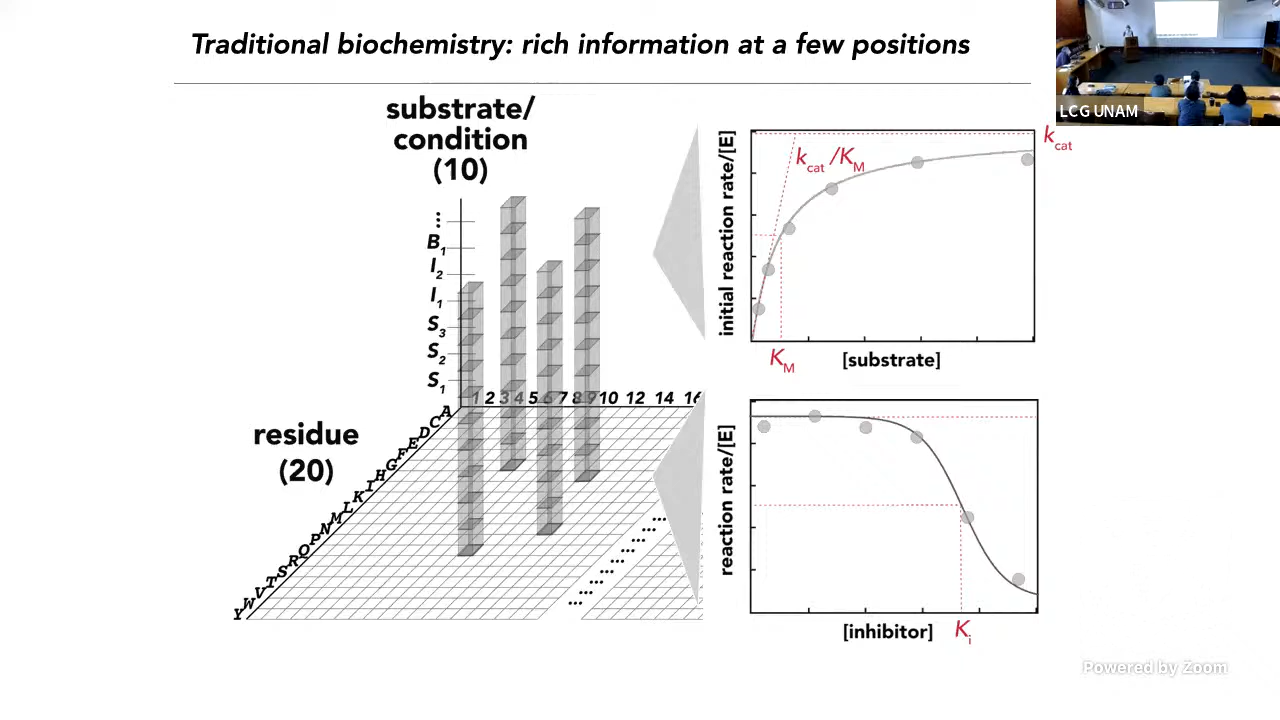 Traditional biochemistry: rich information at a few positions
LCG UNAM
substrate/
condition
(10)
⋮
B1
I2
I1
S3
S2
S1
1 2 3 4 5 6 7 8 9 10 12 14 16
residue
(20)
A
C
D
E
F
G
H
I
K
L
M
N
P
Q
R
S
T
V
W
Y
...
...
...
...
...
...
...
initial reaction rate/[E]
kcat/KM
kcat
KM
[substrate]
reaction rate/[E]
[inhibitor]
Ki
Powered by Zoom